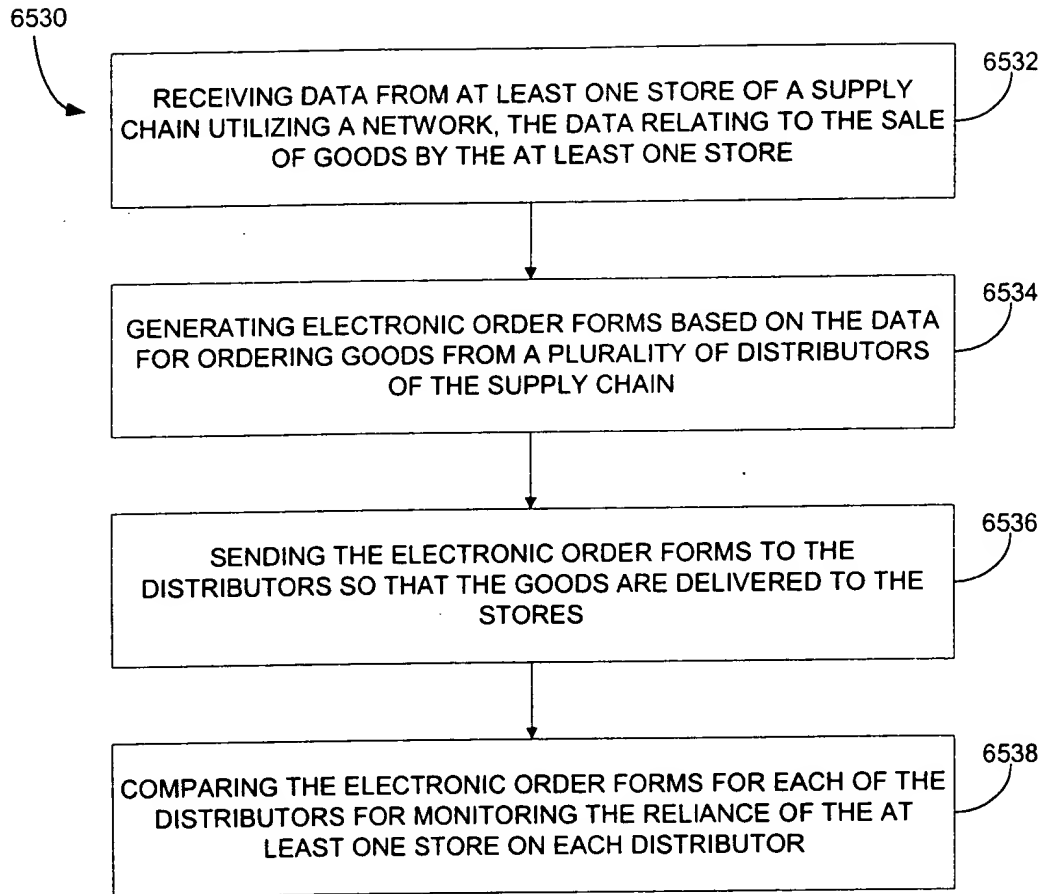 6530
6532
RECEIVING DATA FROM AT LEAST ONE STORE OF A SUPPLY
CHAIN UTILIZING A NETWORK, THE DATA RELATING TO THE SALE
OF GOODS BY THE AT LEAST ONE STORE
6534
GENERATING ELECTRONIC ORDER FORMS BASED ON THE DATA
FOR ORDERING GOODS FROM A PLURALITY OF DISTRIBUTORS
OF THE SUPPLY CHAIN
6536
SENDING THE ELECTRONIC ORDER FORMS TO THE
DISTRIBUTORS SO THAT THE GOODS ARE DELIVERED TO THE
STORES
6538
COMPARING THE ELECTRONIC ORDER FORMS FOR EACH OF THE
DISTRIBUTORS FOR MONITORING THE RELIANCE OF THE AT
LEAST ONE STORE ON EACH DISTRIBUTOR